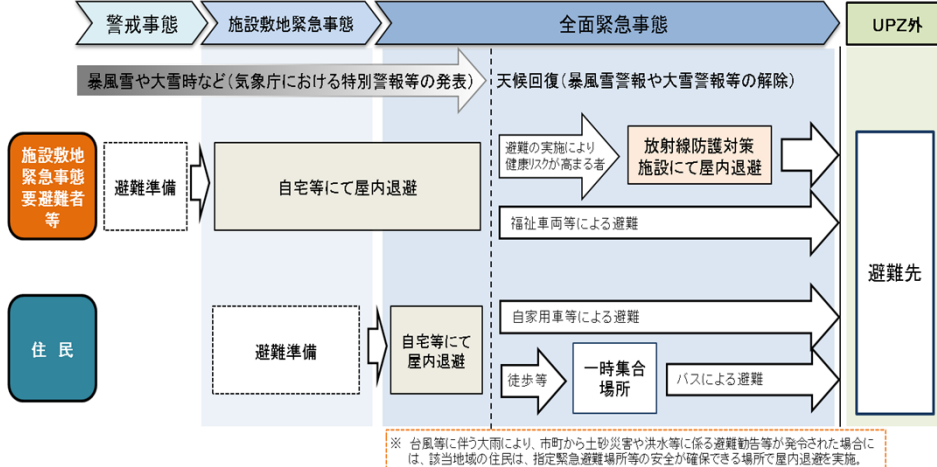 警戒事態
施設敷地緊急事態
全面緊急事態
UPZ外
暴風雪や大雪時など(気象庁における特別警報等の発表)
天候回復(暴風雪警報や大雪警報等の解除)
施設敷地
緊急事態
要避難者
等
避難準備
自宅等にて屋内退避
避難の実施により
健康リスクが高まる者
放射線防護対策
施設にて屋内退避
福祉車両等による避難
避難先
住 民
避難準備
自宅等にて
屋内退避
自家用車等による避難
徒歩等
一時集合
場所
バスによる避難
※ 台風等に伴う大雨により、市町から土砂災害や洪水等に係る避難勧告等が発令された場合に
は、該当地域の住民は、指定緊急避難場所等の安全が確保できる場所で屋内退避を実施。